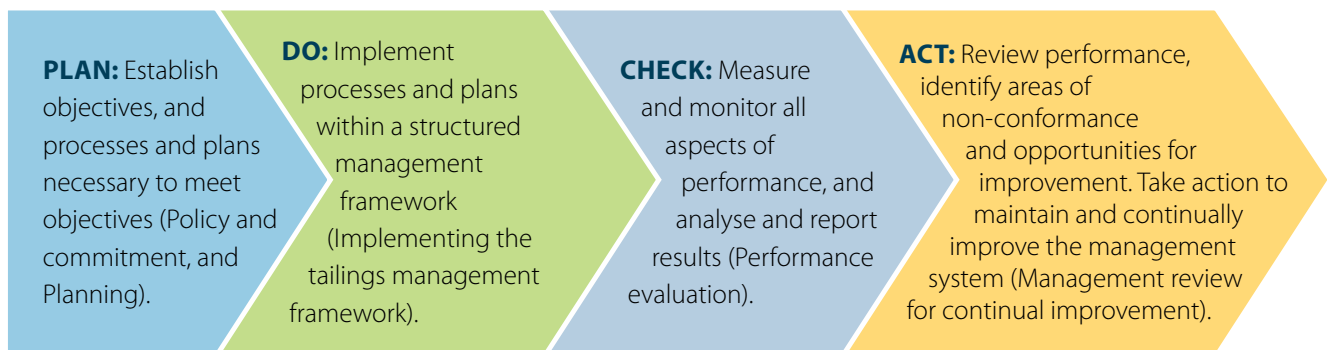 PLAN: Establish
objectives, and
processes and plans
necessary to meet
objectives (Policy and
commitment, and
Planning).
DO: Implement
processes and plans
within a structured
management
framework
(Implementing the
tailings management
framework).
CHECK: Measure
and monitor all
aspects of
performance, and
analyse and report
results (Performance
evaluation).
ACT: Review performance,
identify areas of
non-conformance
and opportunities for
improvement. Take action to
maintain and continually
improve the management
system (Management review
for continual improvement).